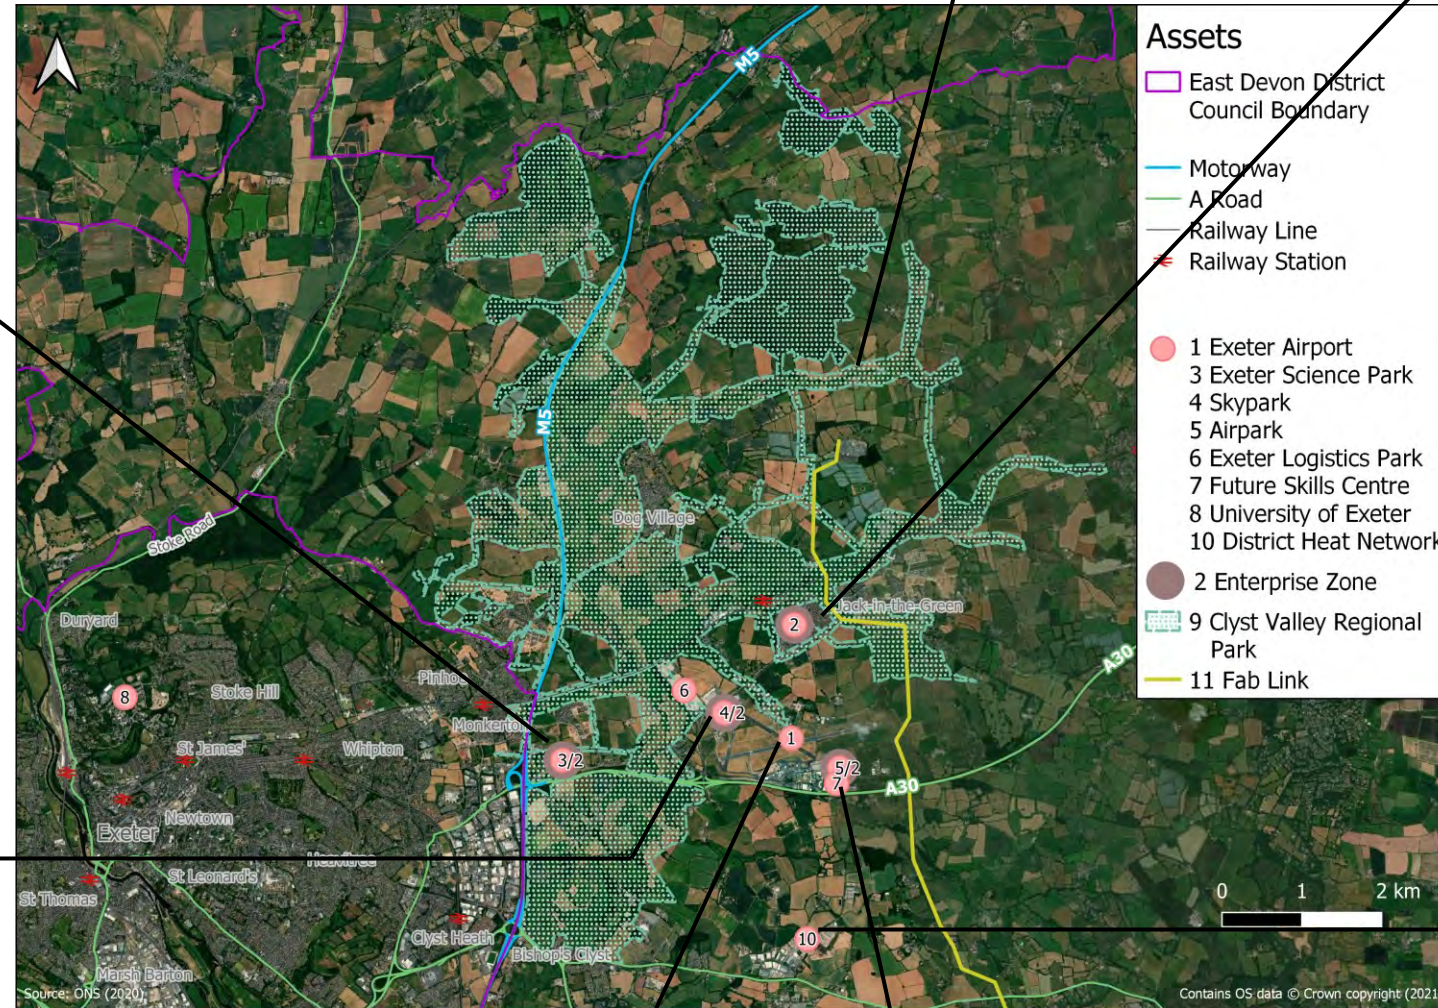 Assets
East Devon District
Council Boundary
Motorway
A Road
Railway Line
Railway Station
1 Exeter Airport
3 Exeter Science Park
4 Skypark
5 Airpark
6 Exeter Logistics Park
7 Future Skills Centre
8 University of Exeter
10 District Heat Network
2 Enterprise Zone
9 Clyst Valley Regional
Park
11 Fab Link
M5
M5
Stoke Road
Dog Village
Duryard
Jack-in-the-Green
2
A30
8
Stoke Hill
Monkerton
6
4/2
St James'
Whipton
3/2
1
5/2
7
A30
Newtown
Exeter
Heavitree
St Leonard's
St Thomas
0 1 2 km
Clyst Heath
10
Bishop's Clyst
Marsh Barton
Source: ONS (2020)
Contains OS data © Crown copyright (2021